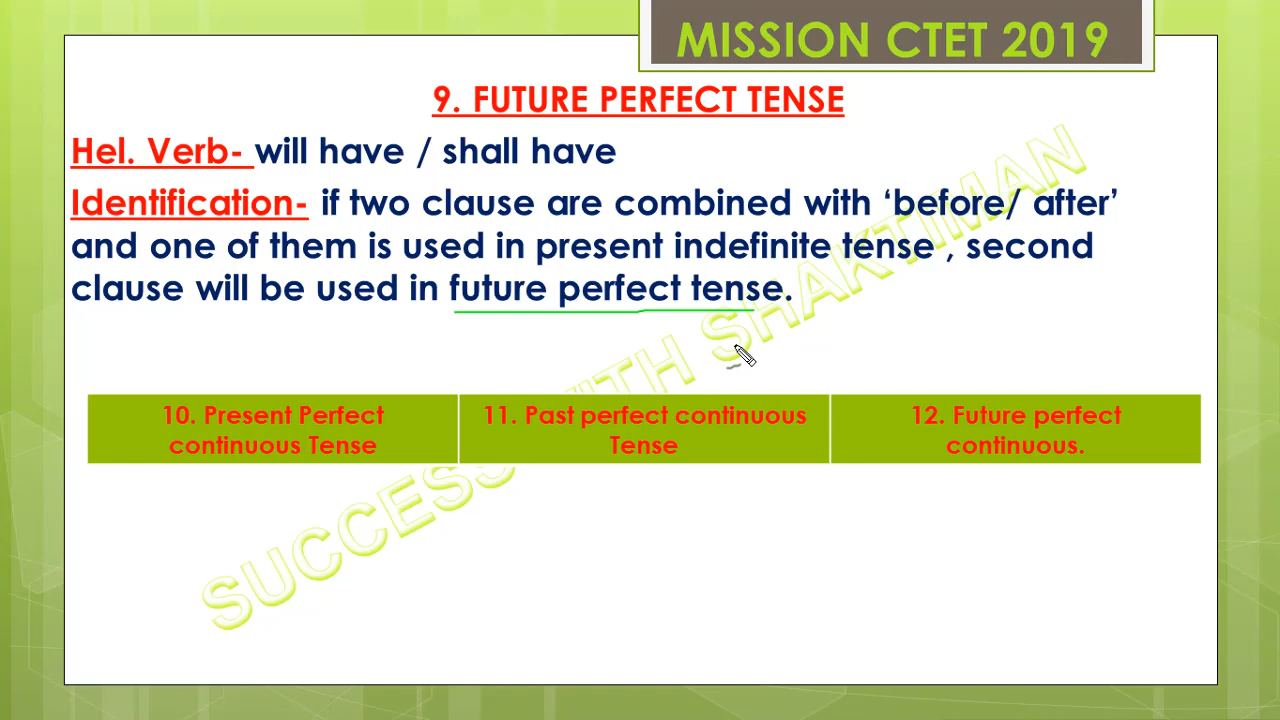 MISSION CTET 2019
9. FUTURE PERFECT TENSE
Hel. Verb- will have / shall have
Identification- if two clause are combined with ‘before/ after’
and one of them is used in present indefinite tense , second
clause will be used in future perfect tense.
SUCCESS WITH SHAKTIMAN
10. Present Perfect
continuous Tense
11. Past perfect continuous
Tense
12. Future perfect
continuous.